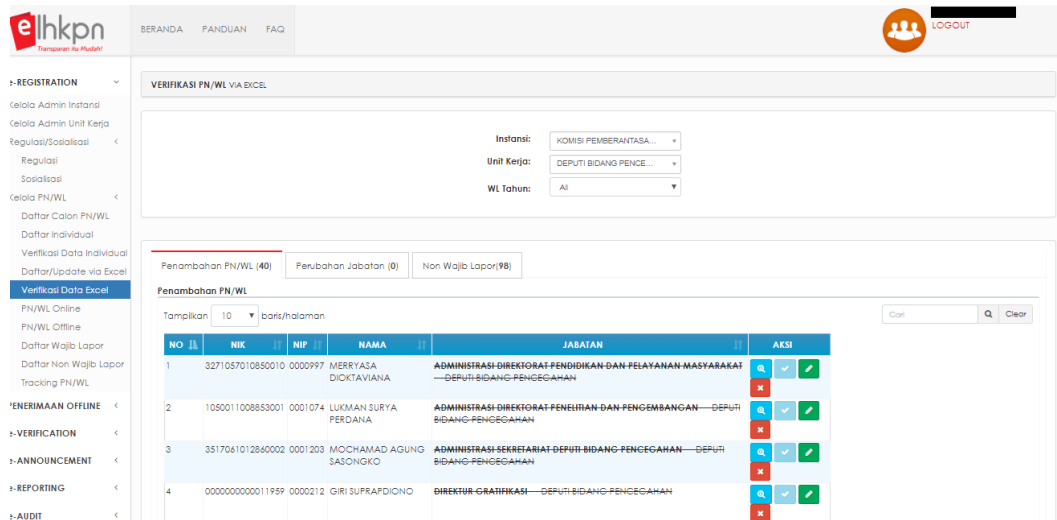 elhkpn
Transparan itu Mudah!
BERANDA PANDUAN FAQ
LOGOUT
e-REGISTRATION
Kelola Admin Instansi
Kelola Admin Unit Kerja
Regulasi/Sosialisasi
Regulasi
Sosialisasi
Kelola PN/WL
Daftar Calon PN/WL
Daftar Individual
Verifikasi Data Individual
Daftar/Update via Excel
Verifikasi Data Excel
PN/WL Online
PN/WL Offline
Daftar Wajib Lapor
Daftar Non Wajib Lapor
Tracking PN/WL
PENERIMAAN OFFLINE
e-VERIFICATION
e-ANNOUNCEMENT
e-REPORTING
e-AUDIT
VERIFIKASI PN/WL VIA EXCEL
Instansi: KOMISI PEMBERANTASA...
Unit Kerja: DEPUTI BIDANG PENCE...
WL Tahun: All
Penambahan PN/WL (40) Perubahan Jabatan (0) Non Wajib Lapor(98)
Penambahan PN/WL
Tampilkan 10 baris/halaman
Cari Clear
NO NIK NIP NAMA JABATAN AKSI
1 3271057010850010 0000997 MERRYASA DIOKTAVIANA ADMINISTRASI DIREKTORAT PENDIDIKAN DAN PELAYANAN MASYARAKAT
- DEPUTI BIDANG PENCEGAHAN
2 1050011008853001 0001074 LUKMAN SURYA PERDANA ADMINISTRASI DIREKTORAT PENELITIAN DAN PENGEMBANGAN - DEPUTI
BIDANG PENCEGAHAN
3 3517061012860002 0001203 MOCHAMAD AGUNG SASONGKO ADMINISTRASI SEKRETARIAT DEPUTI BIDANG PENCEGAHAN - DEPUTI
BIDANG PENCEGAHAN
4 0000000000011959 0000212 GIRI SUPRAPDIONO DIREKTUR GRATIFIKASI - DEPUTI BIDANG PENCEGAHAN